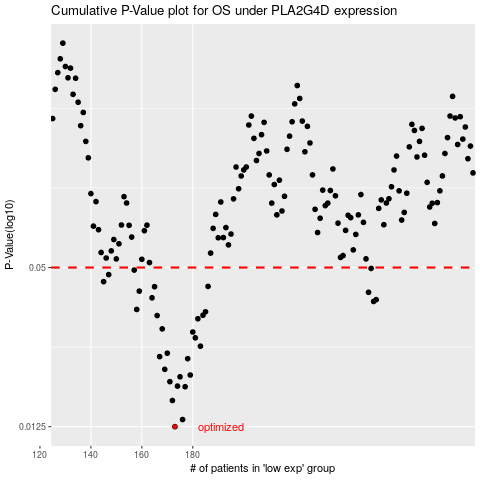 Cumulative P-Value plot for OS under PLA2G4D expression
P-Value(log10)
0.05
0.0125
optimized
120 140 160 180
# of patients in 'low exp' group